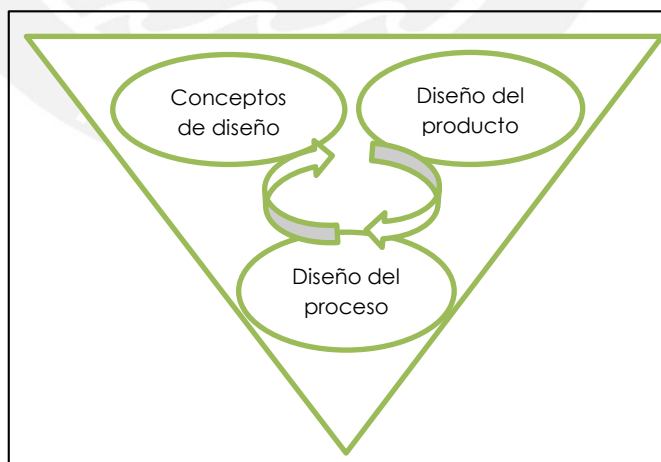 Conceptos
de diseño
Diseño del
producto
Diseño del
proceso